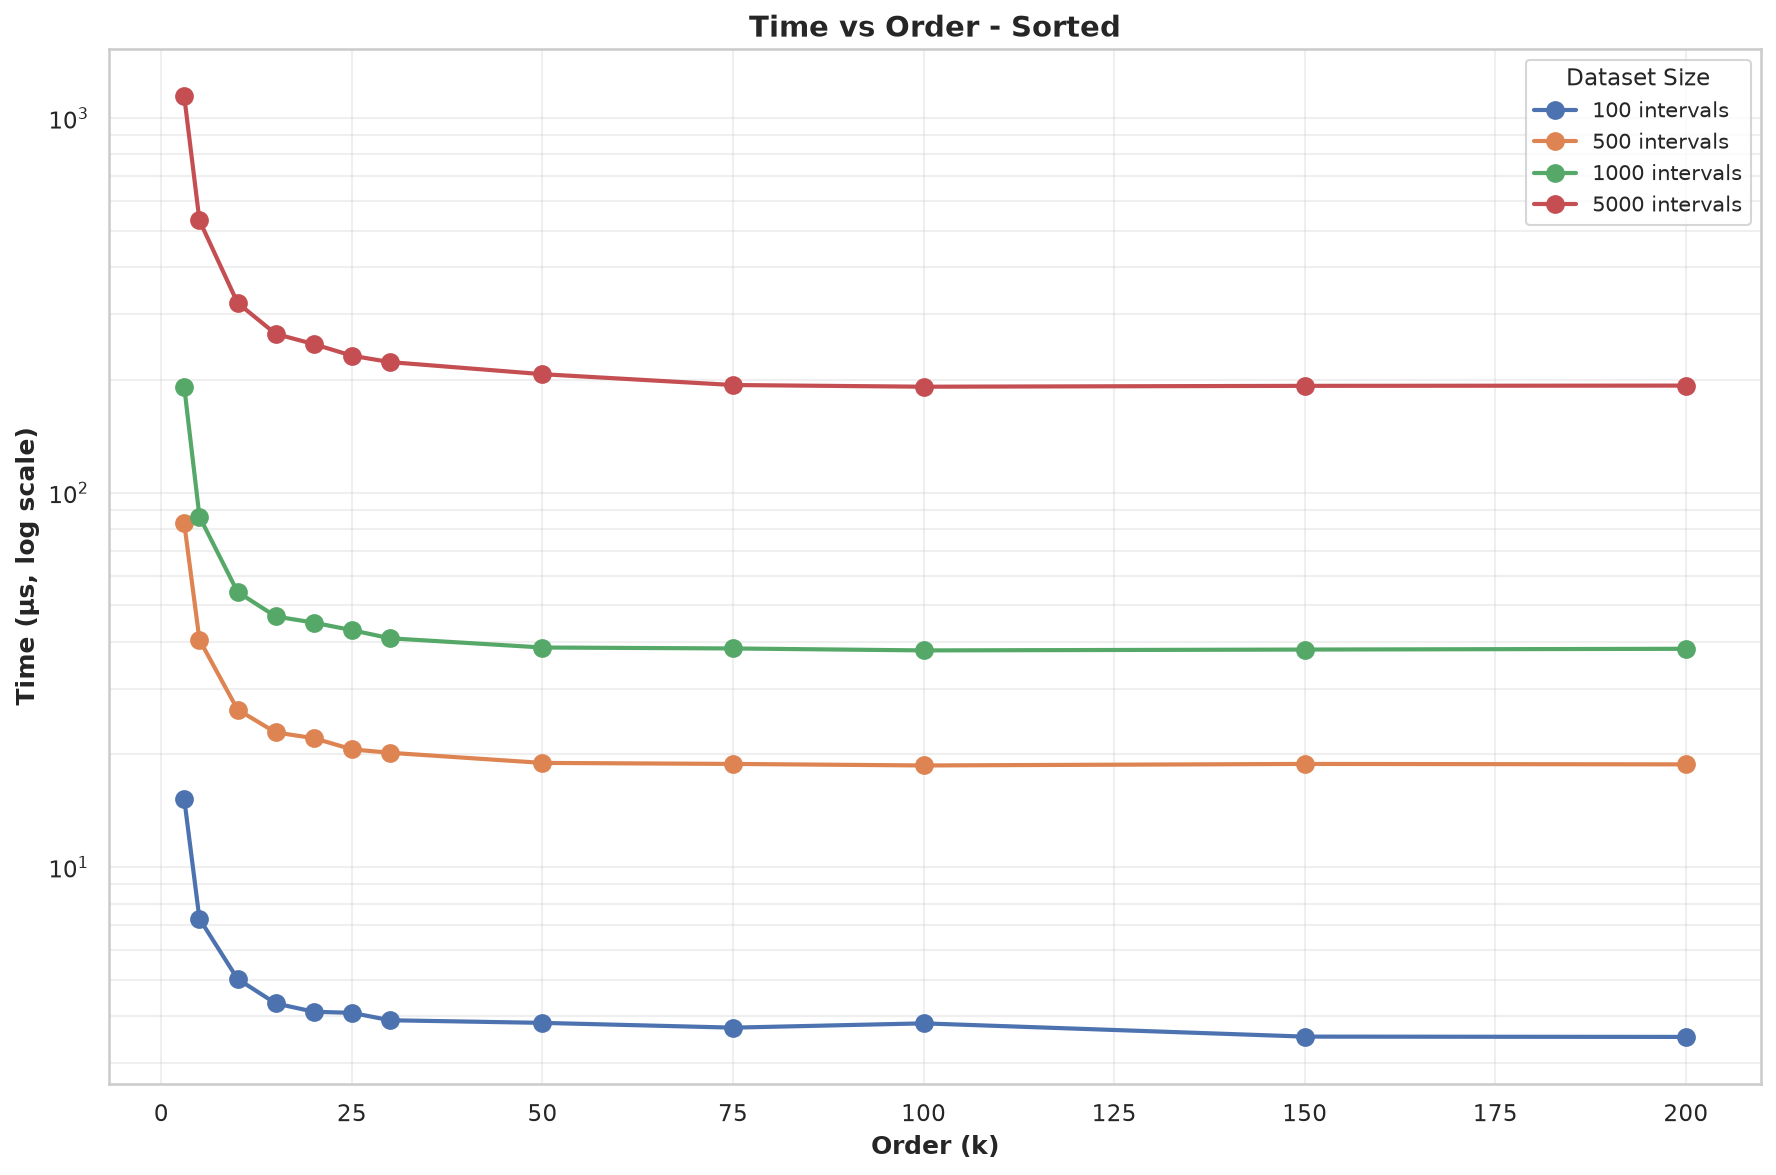 Time vs Order - Sorted
Dataset Size
100 intervals
500 intervals
1000 intervals
5000 intervals
Time (µs, log scale)
10³
10²
10¹
0 25 50 75 100 125 150 175 200
Order (k)